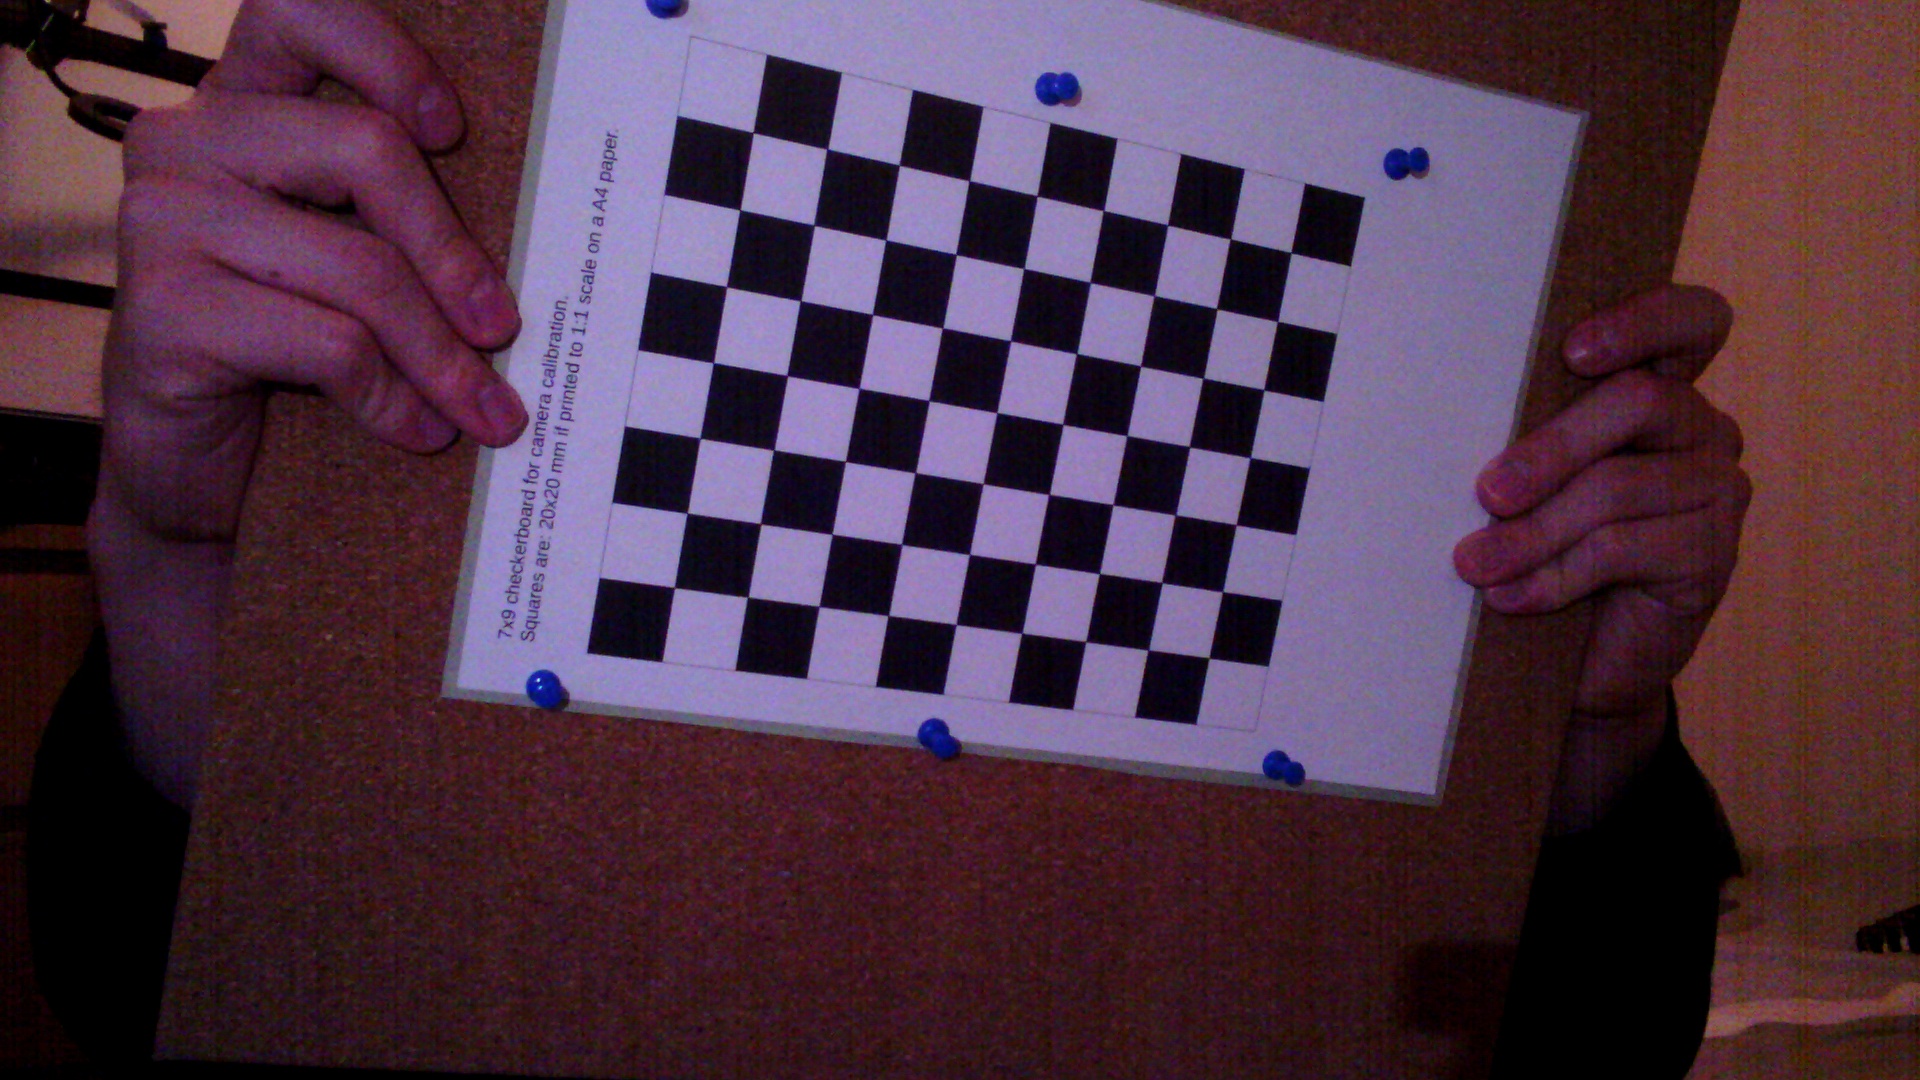 7x9 checkerboard for camera calibration.
Squares are: 20x20 mm if printed to 1:1 scale on a A4 paper.